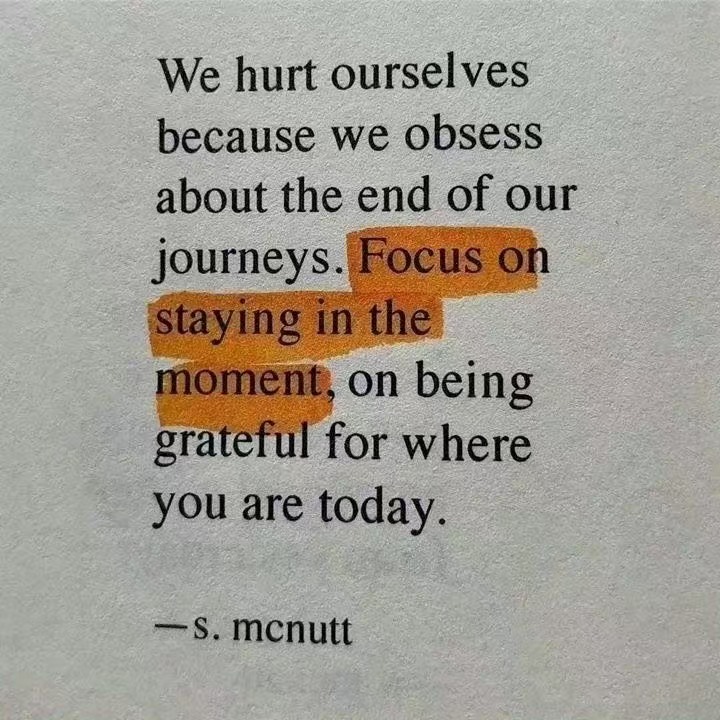 We hurt ourselves
because we obsess
about the end of our
journeys. Focus on
staying in the
moment, on being
grateful for where
you are today.
—s. mcnutt